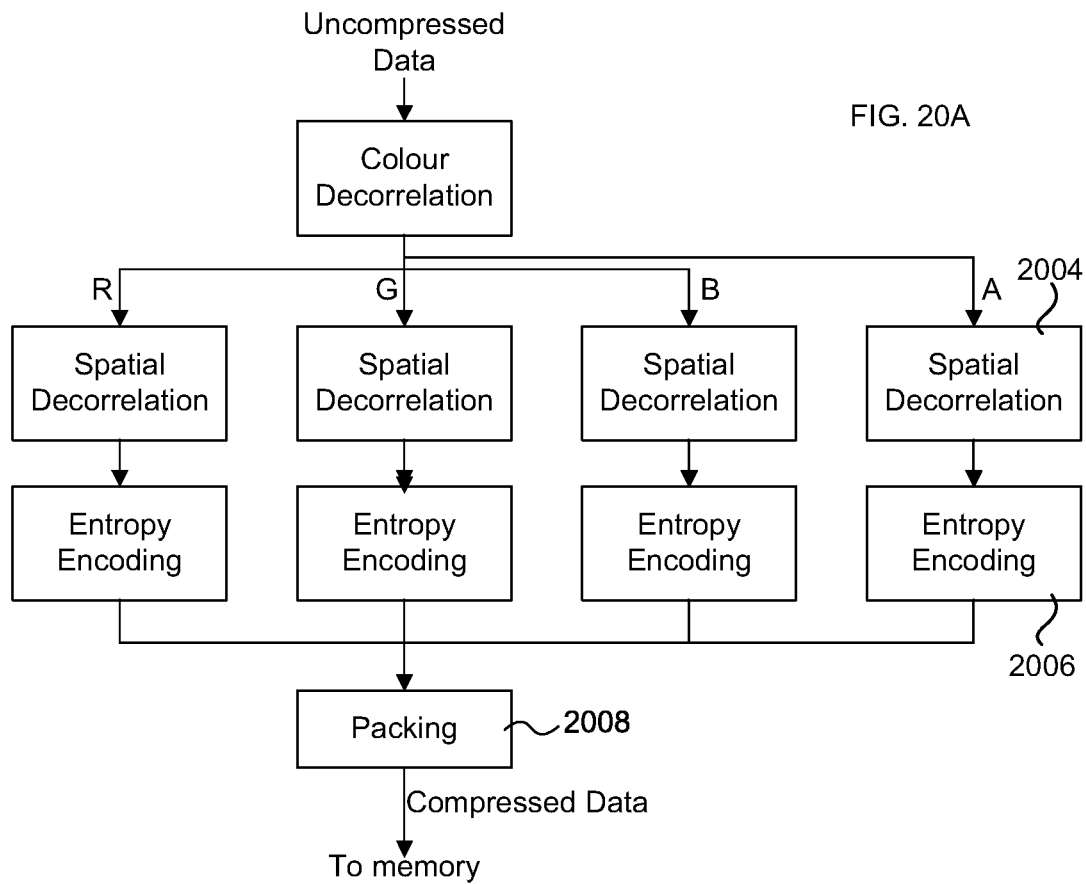 Uncompressed
Data
FIG. 20A
Colour
Decorrelation
R
G
B
A
2004
Spatial
Decorrelation
Spatial
Decorrelation
Spatial
Decorrelation
Spatial
Decorrelation
Entropy
Encoding
Entropy
Encoding
Entropy
Encoding
Entropy
Encoding
2006
Packing
2008
Compressed Data
To memory